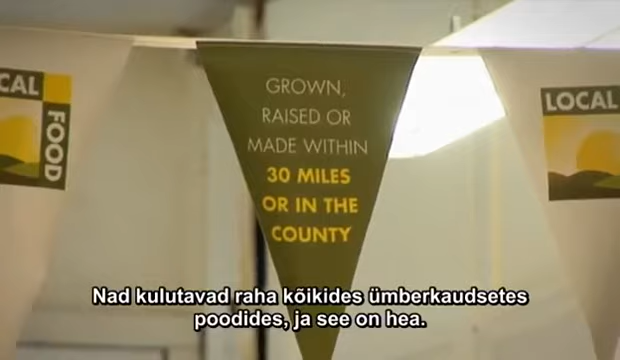 CAL
FOOD
GROWN,
RAISED OR
MADE WITHIN
30 MILES
OR IN THE
COUNTY
LOCAL
Nad kulutavad raha kõikides ümberkaudsetes
poodides, ja see on hea.